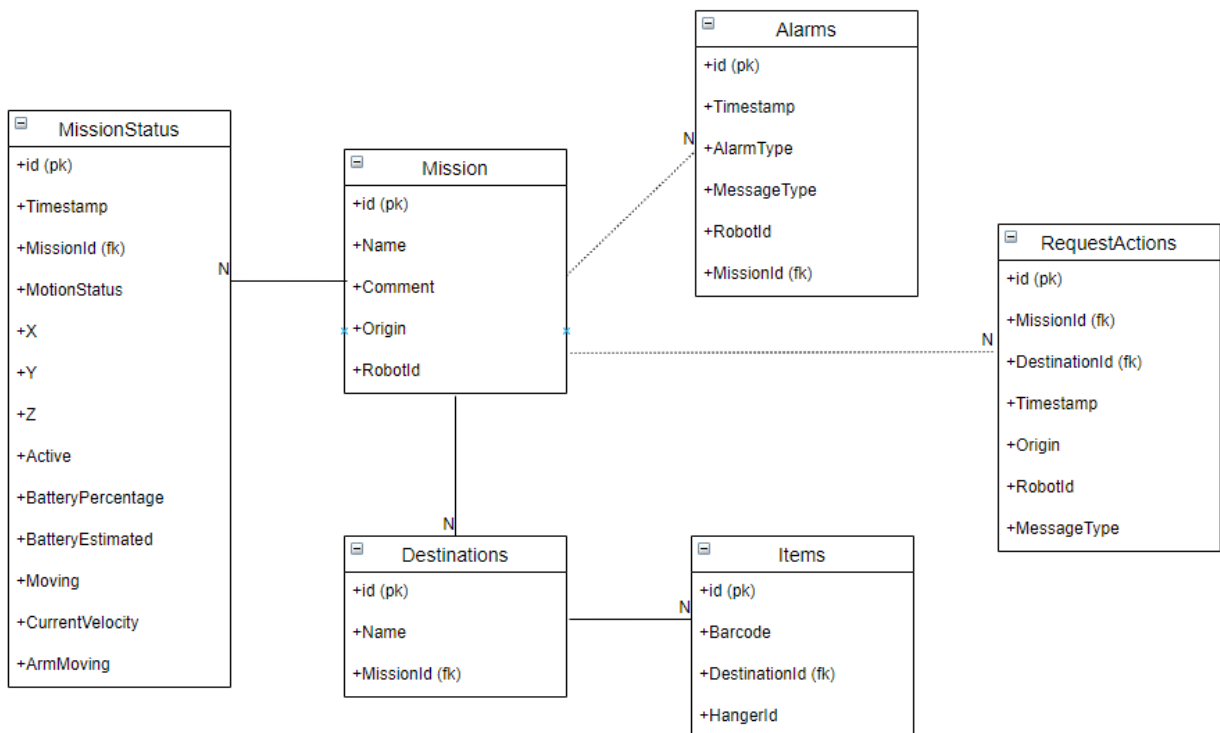 MissionStatus
+id (pk)
+Timestamp
+MissionId (fk)
+MotionStatus
+X
+Y
+Z
+Active
+BatteryPercentage
+BatteryEstimated
+Moving
+CurrentVelocity
+ArmMoving
N
Mission
+id (pk)
+Name
+Comment
+Origin
+RobotId
N
Alarms
+id (pk)
+Timestamp
+AlarmType
+MessageType
+RobotId
+MissionId (fk)
N
RequestActions
+id (pk)
+MissionId (fk)
+DestinationId (fk)
+Timestamp
+Origin
+RobotId
+MessageType
N
Destinations
+id (pk)
+Name
+MissionId (fk)
N
Items
+id (pk)
+Barcode
+DestinationId (fk)
+HangerId